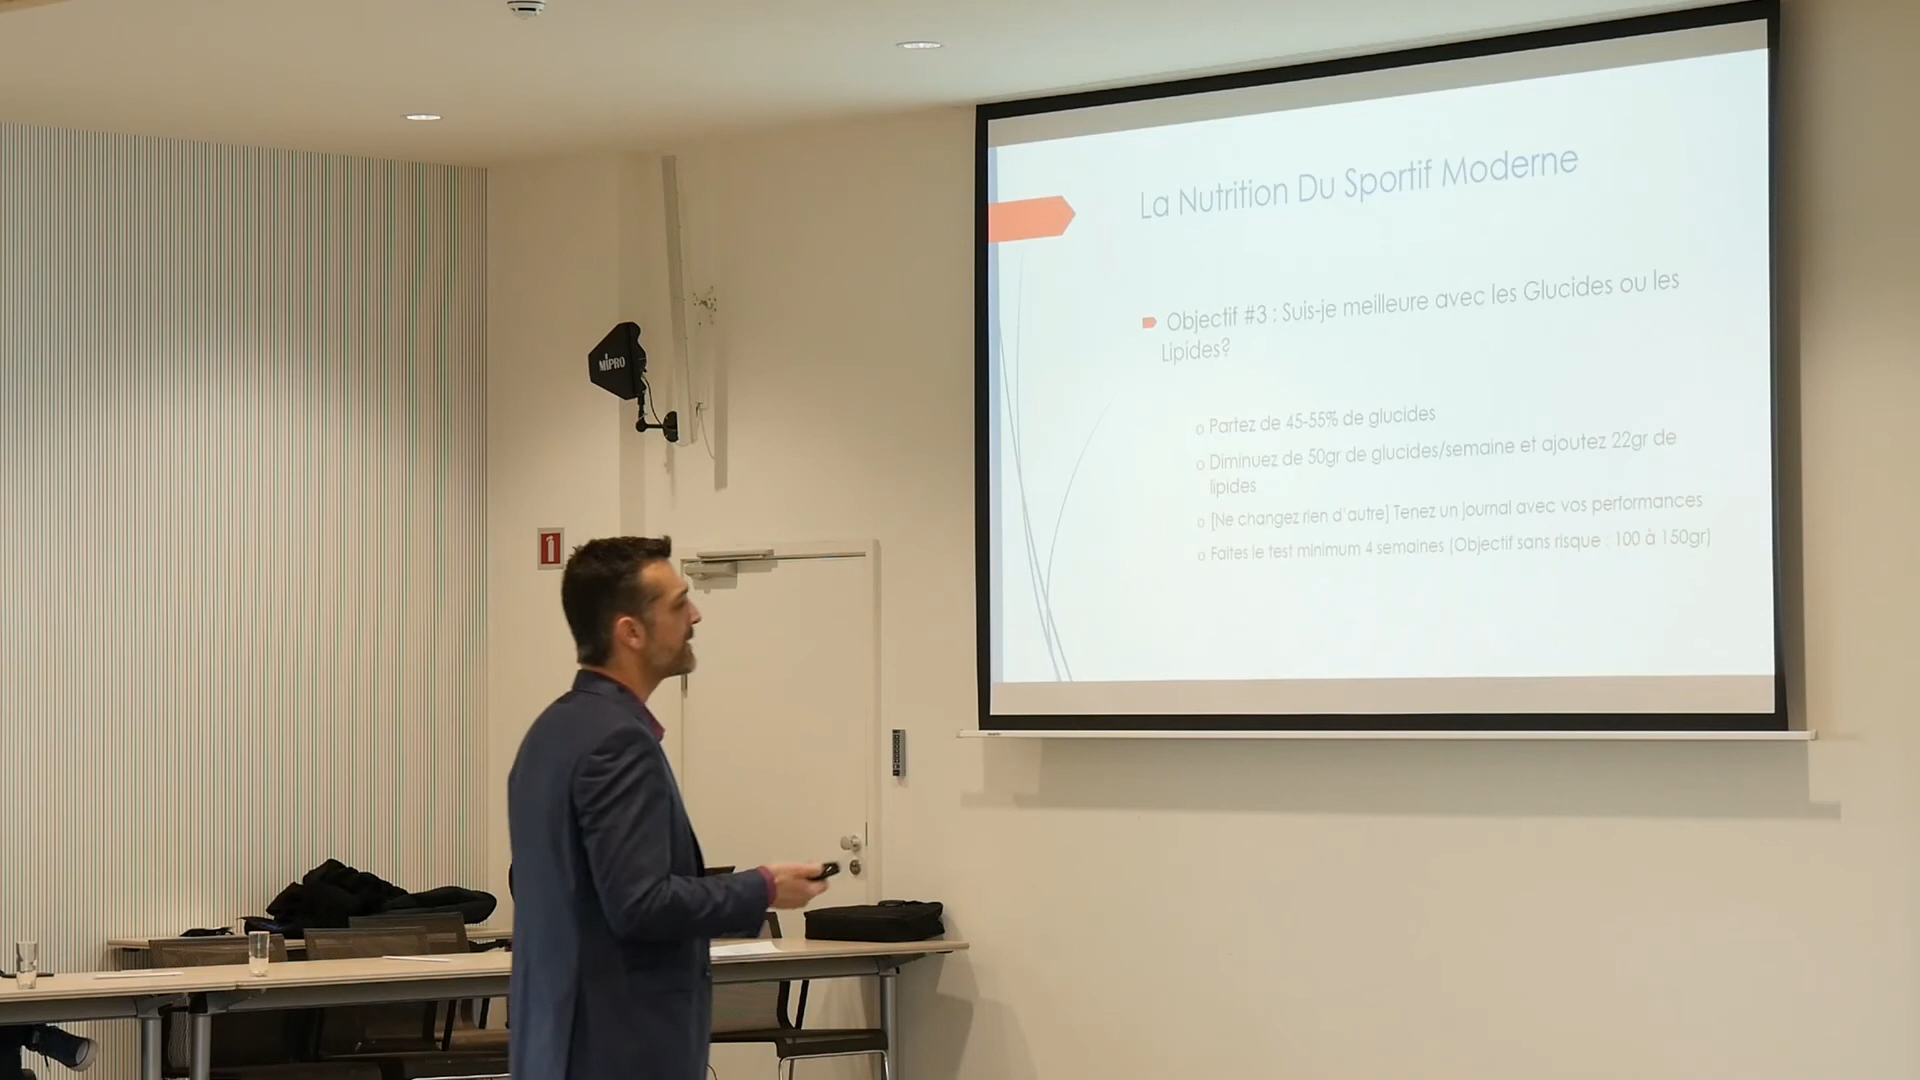 La Nutrition Du Sportif Moderne
Objectif #3 : Suis-je meilleure avec les Glucides ou les
Lipides?
o Partez de 45-55% de glucides
o Diminuez de 50gr de glucides/semaine et ajoutez 22gr de
lipides
o [Ne changez rien d'autre] Tenez un journal avec vos performances
o Faites le test minimum 4 semaines (Objectif sans risque : 100 à 150gr)
MIPRO